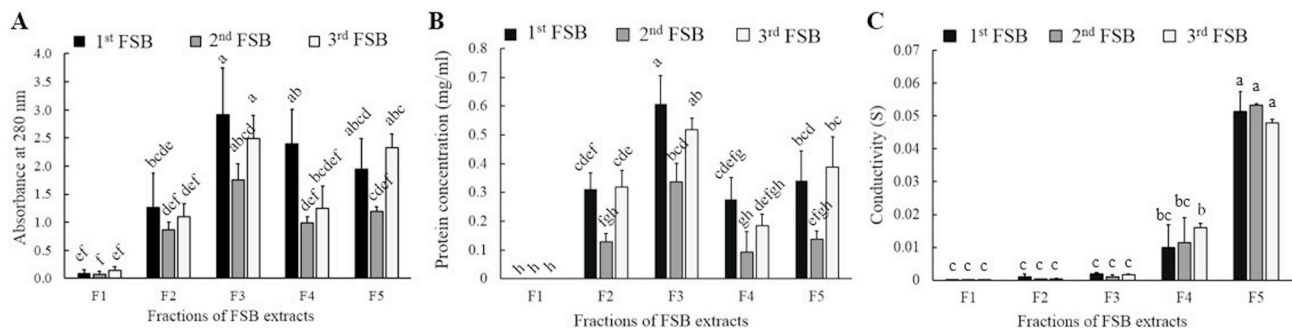 A
1st FSB 2nd FSB 3rd FSB
Absorbance at 280 nm
4.0
3.5
3.0
2.5
2.0
1.5
1.0
0.5
0.0
ef f ef
bcde def def
a abcd a
ab def bcdef
abcd cdef abc
F1 F2 F3 F4 F5
Fractions of FSB extracts
B
1st FSB 2nd FSB 3rd FSB
Protein concentration (mg/ml)
0.8
0.7
0.6
0.5
0.4
0.3
0.2
0.1
0
h h h
cdef fgh cde
a bcd ab
cdefg gh defgh
bcd efgh bc
F1 F2 F3 F4 F5
Fractions of FSB extracts
C
1st FSB 2nd FSB 3rd FSB
Conductivity (S)
0.07
0.06
0.05
0.04
0.03
0.02
0.01
0
c c c
c c c
c c c
bc bc b
a a a
F1 F2 F3 F4 F5
Fractions of FSB extracts